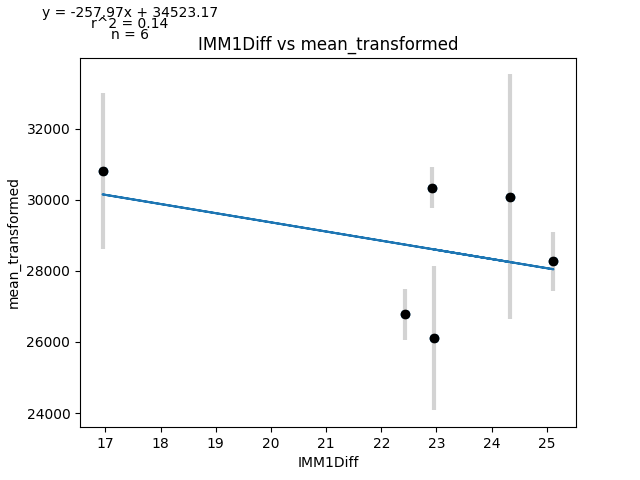 y = -257.97x + 34523.17
r^2 = 0.14
n = 6
IMM1Diff vs mean_transformed
mean_transformed
32000
30000
28000
26000
24000
17 18 19 20 21 22 23 24 25
IMM1Diff